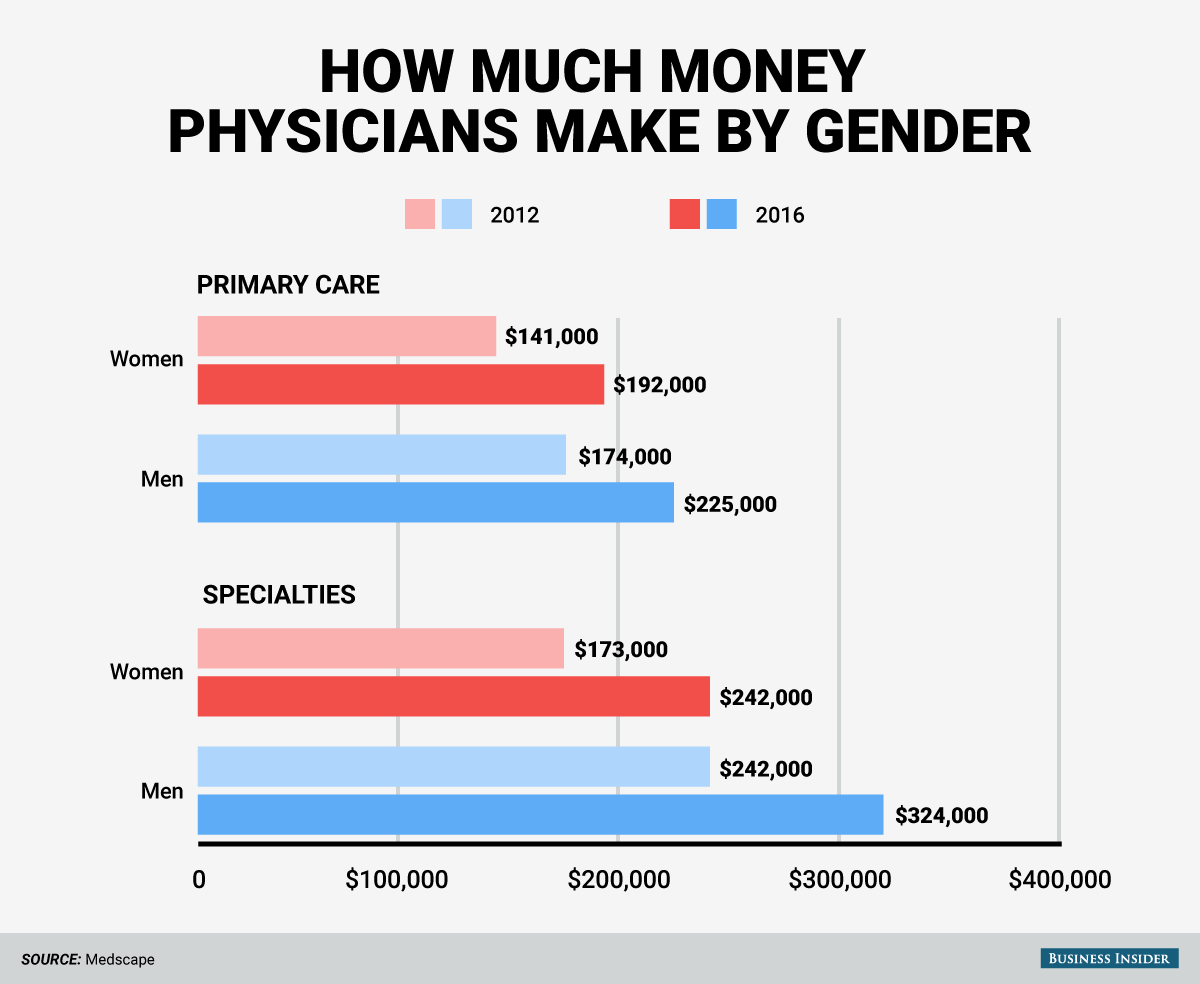 HOW MUCH MONEY
PHYSICIANS MAKE BY GENDER
2012 2016
PRIMARY CARE
Women
$141,000
$192,000
Men
$174,000
$225,000
SPECIALTIES
Women
$173,000
$242,000
Men
$242,000
$324,000
0 $100,000 $200,000 $300,000 $400,000
SOURCE: Medscape
BUSINESS INSIDER